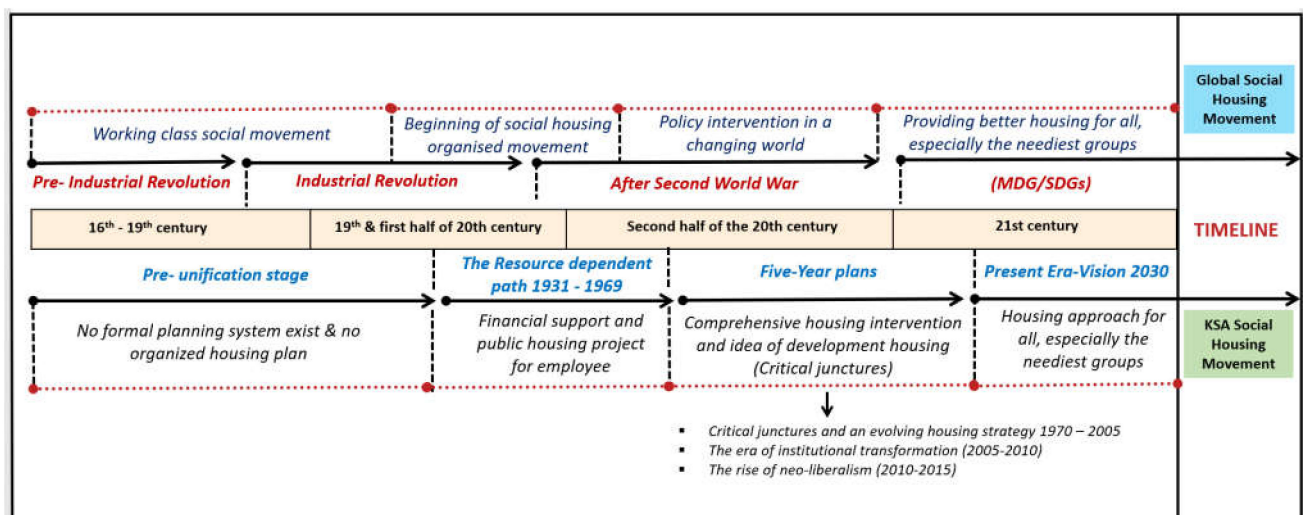 Global Social
Housing
Movement
Working class social movement
Beginning of social housing
organised movement
Policy intervention in a
changing world
Providing better housing for all,
especially the neediest groups
Pre- Industrial Revolution
Industrial Revolution
After Second World War
(MDG/SDGs)
16th - 19th century
19th & first half of 20th century
Second half of the 20th century
21st century
TIMELINE
Pre- unification stage
The Resource dependent
path 1931 - 1969
Five-Year plans
Present Era-Vision 2030
No formal planning system exist & no
organized housing plan
Financial support and
public housing project
for employee
Comprehensive housing intervention
and idea of development housing
(Critical junctures)
Housing approach for
all, especially the
neediest groups
KSA Social
Housing
Movement
▪ Critical junctures and an evolving housing strategy 1970 – 2005
▪ The era of institutional transformation (2005-2010)
▪ The rise of neo-liberalism (2010-2015)